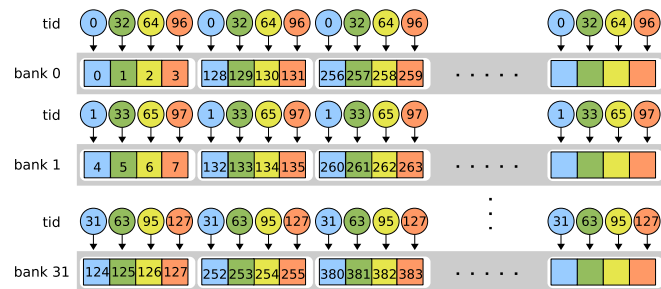 tid 0 32 64 96 0 32 64 96 0 32 64 96 0 32 64 96
bank 0 0 1 2 3 128 129 130 131 256 257 258 259 . . . . .
tid 1 33 65 97 1 33 65 97 1 33 65 97 1 33 65 97
bank 1 4 5 6 7 132 133 134 135 260 261 262 263 . . . . .
tid 31 63 95 127 31 63 95 127 31 63 95 127 31 63 95 127
bank 31 124 125 126 127 252 253 254 255 380 381 382 383 . . . . .